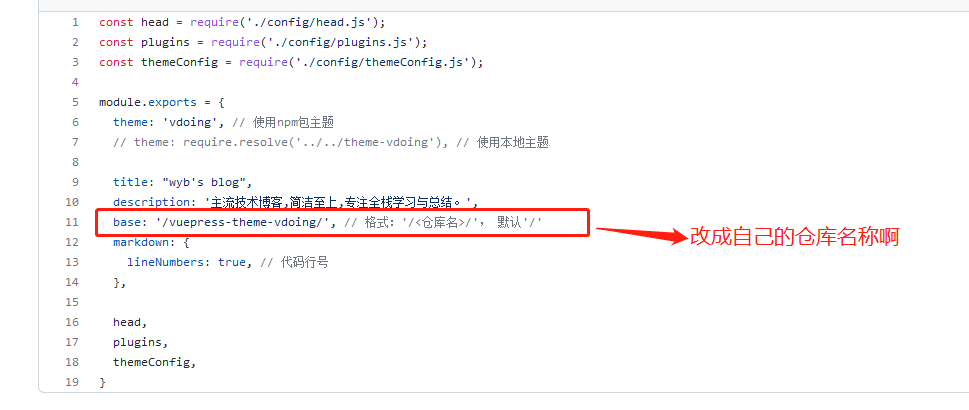 1 const head = require('./config/head.js');
2 const plugins = require('./config/plugins.js');
3 const themeConfig = require('./config/themeConfig.js');
4
5 module.exports = {
6 theme: 'vdoing', // 使用npm包主题
7 // theme: require.resolve('../../theme-vdoing'), // 使用本地主题
8
9 title: "wyb's blog",
10 description: '主流技术博客,简洁至上,专注全栈学习与总结。',
11 base: '/vuepress-theme-vdoing/', // 格式：'/<仓库名>/'， 默认'/'
改成自己的仓库名称啊
12 markdown: {
13 lineNumbers: true, // 代码行号
14 },
15
16 head,
17 plugins,
18 themeConfig,
19 }